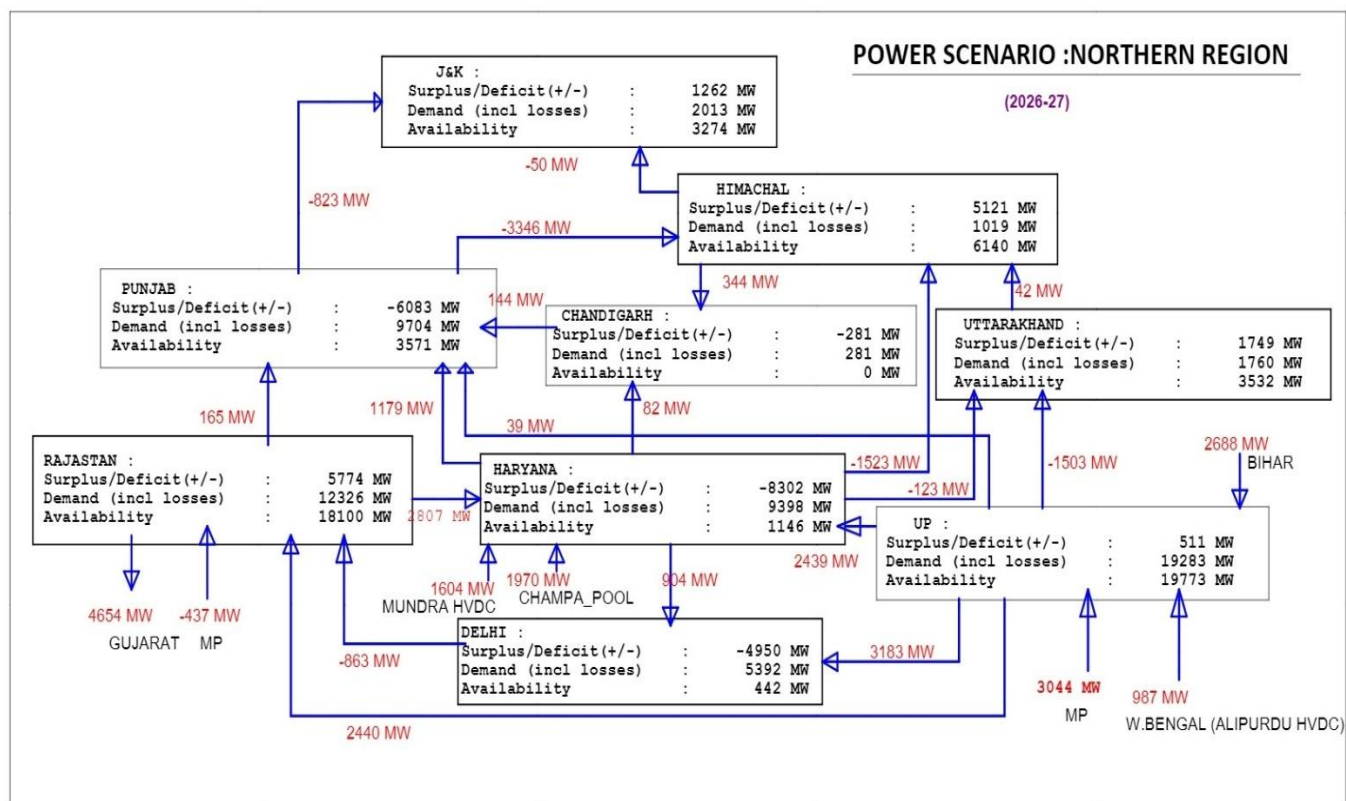 POWER SCENARIO :NORTHERN REGION
(2026-27)
J&K :
Surplus/Deficit(+/-) : 1262 MW
Demand (incl losses) : 2013 MW
Availability : 3274 MW
-50 MW
-823 MW
HIMACHAL :
Surplus/Deficit(+/-) : 5121 MW
Demand (incl losses) : 1019 MW
Availability : 6140 MW
-3346 MW
344 MW
42 MW
PUNJAB :
Surplus/Deficit(+/-) : -6083 MW
Demand (incl losses) : 9704 MW
Availability : 3571 MW
144 MW
CHANDIGARH :
Surplus/Deficit(+/-) : -281 MW
Demand (incl losses) : 281 MW
Availability : 0 MW
UTTARAKHAND :
Surplus/Deficit(+/-) : 1749 MW
Demand (incl losses) : 1760 MW
Availability : 3532 MW
165 MW
1179 MW
39 MW
82 MW
-1523 MW
-123 MW
-1503 MW
2688 MW
BIHAR
RAJASTAN :
Surplus/Deficit(+/-) : 5774 MW
Demand (incl losses) : 12326 MW
Availability : 18100 MW
2807 MW
HARYANA :
Surplus/Deficit(+/-) : -8302 MW
Demand (incl losses) : 9398 MW
Availability : 1146 MW
2439 MW
UP :
Surplus/Deficit(+/-) : 511 MW
Demand (incl losses) : 19283 MW
Availability : 19773 MW
4654 MW
GUJARAT
-437 MW
MP
1604 MW
MUNDRA HVDC
1970 MW
CHAMPA_POOL
904 MW
-863 MW
DELHI :
Surplus/Deficit(+/-) : -4950 MW
Demand (incl losses) : 5392 MW
Availability : 442 MW
3183 MW
3044 MW
MP
987 MW
W.BENGAL (ALIPURDU HVDC)
2440 MW